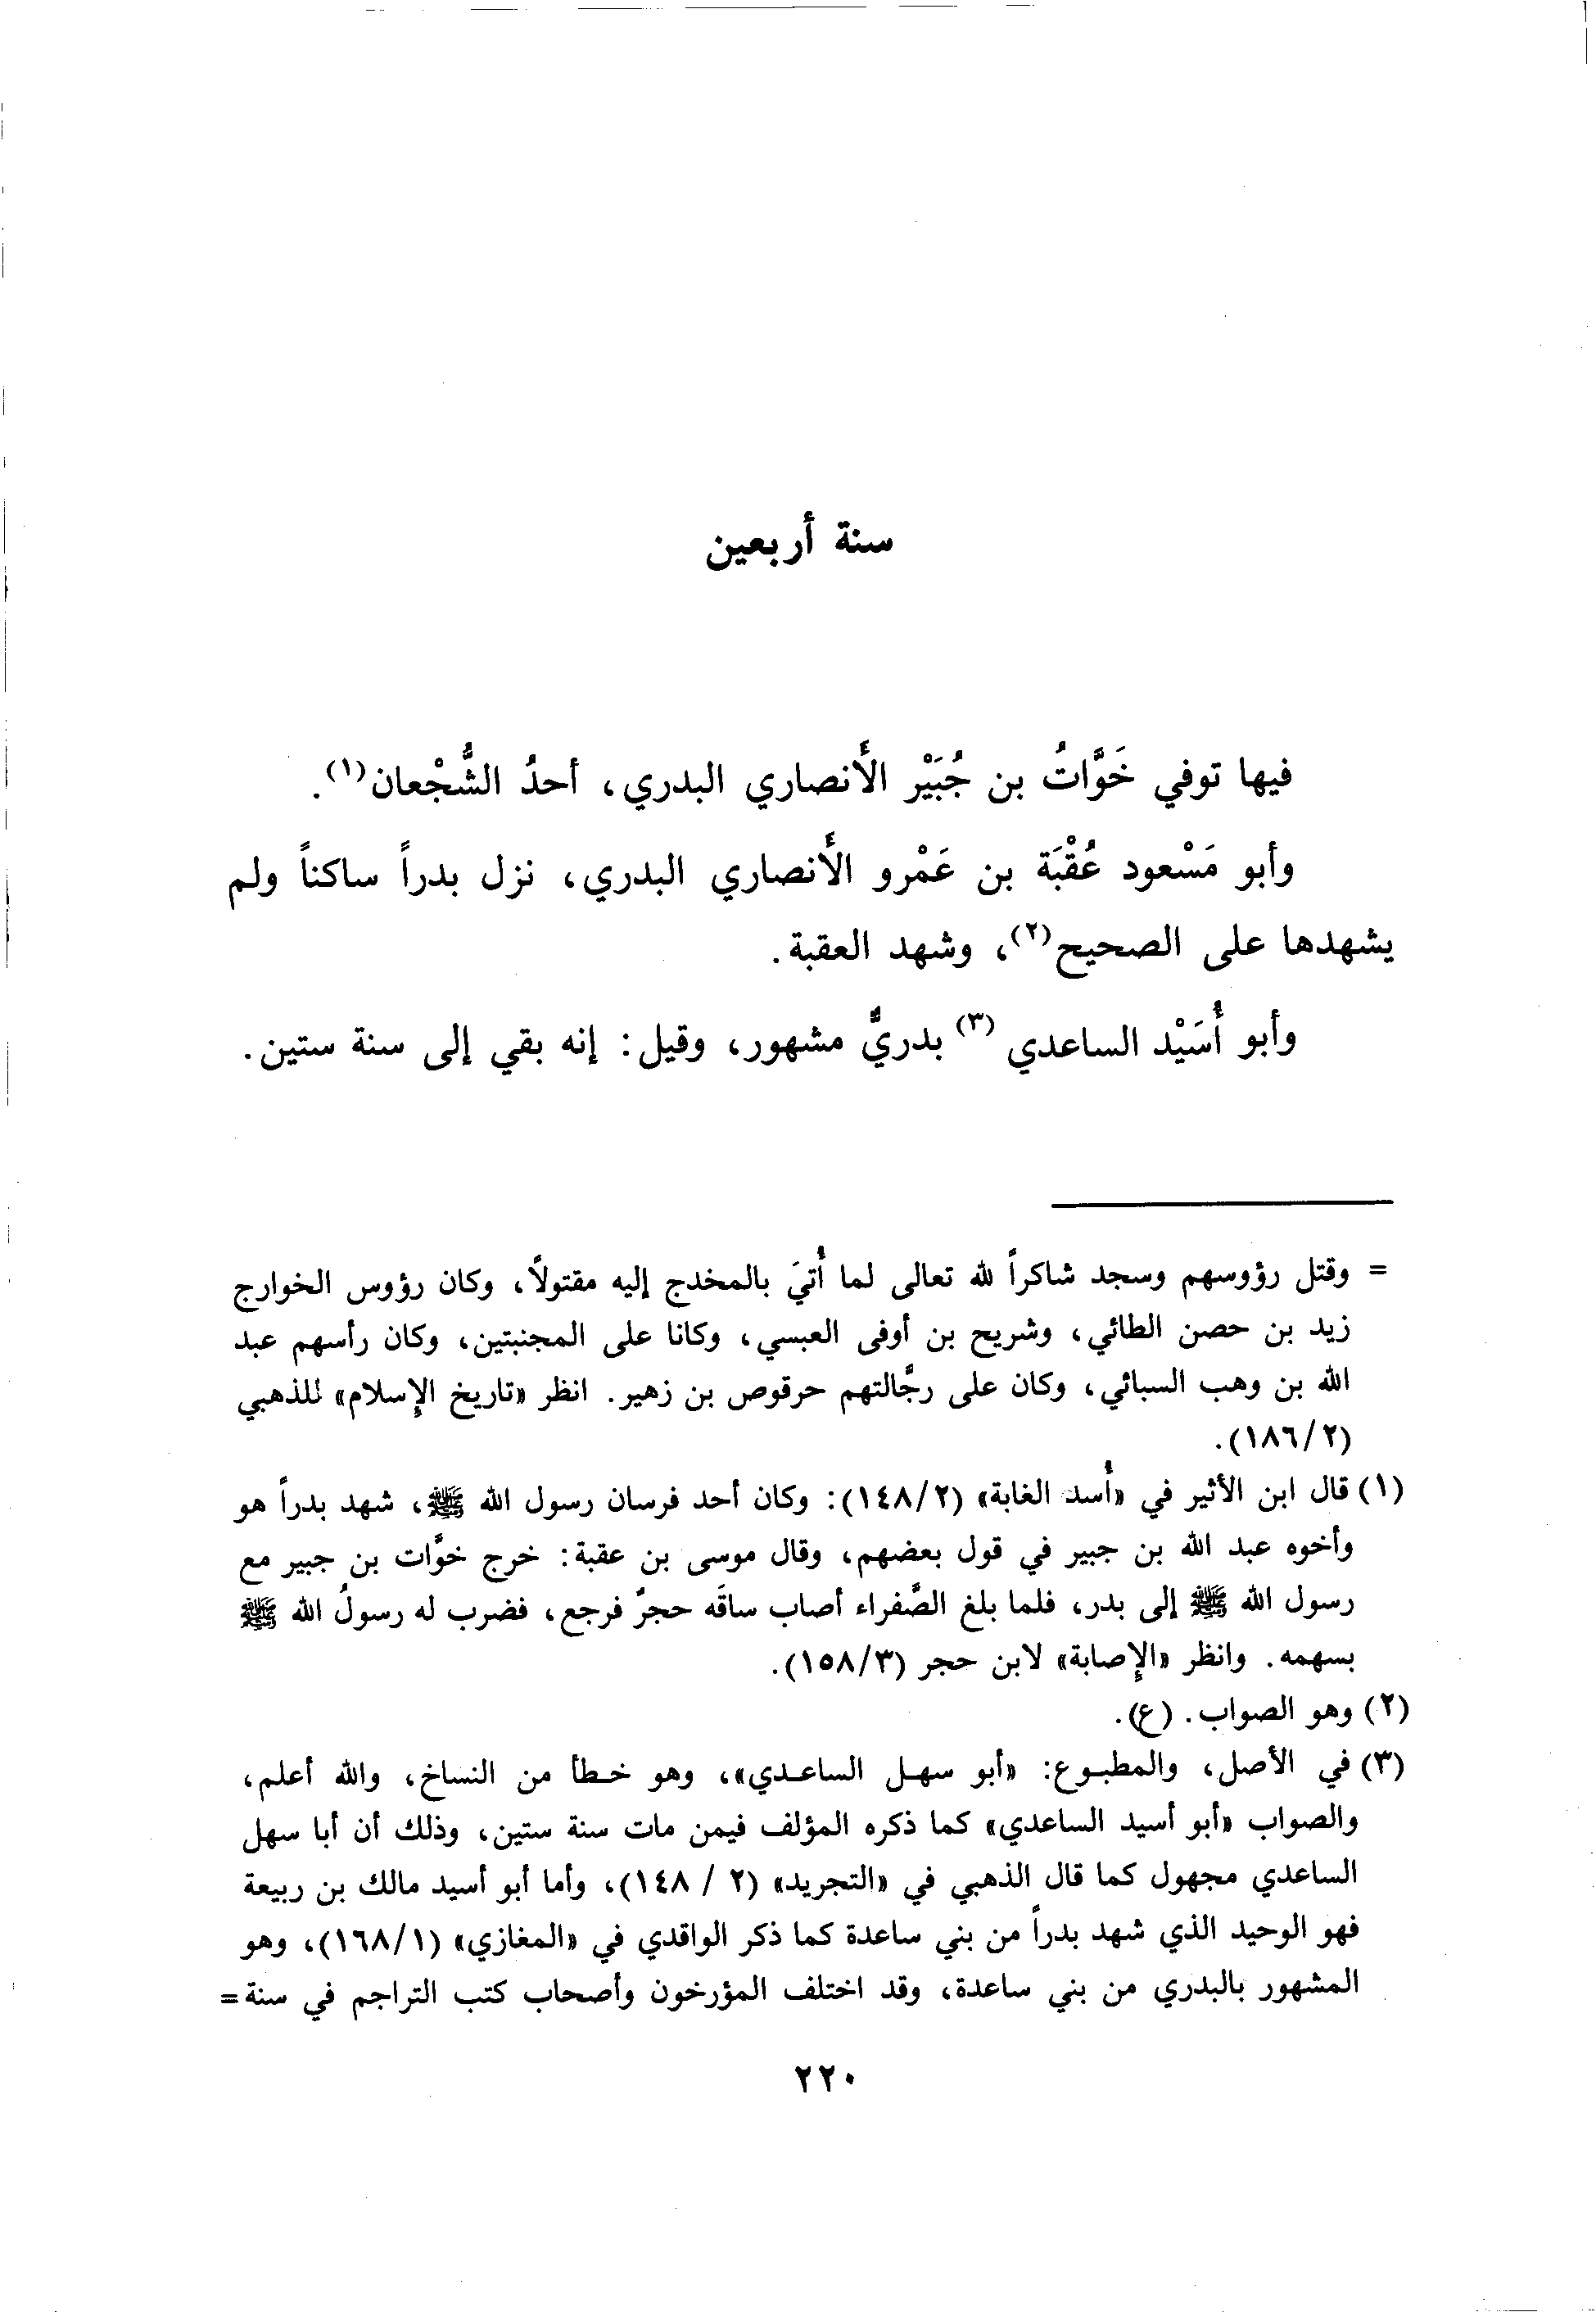 سنة أربعين
فيها توفي خَوَّاتُ بن جُبَيْر الأَنصاري البدري، أحدُ الشُّجْعان(١).
وأبو مَسْعود عُقْبَة بن عَمْرو الأَنصاري البدري، نزل بدراً ساكناً ولم
يشهدها على الصحيح(٢)، وشهد العقبة.
وأبو أُسَيْد الساعدي (٣) بدريٌّ مشهور، وقيل: إنه بقي إلى سنة ستين.
= وقتل رؤوسهم وسجد شاكراً لله تعالى لما أُتيَ بالمخدج إليه مقتولاً، وكان رؤوس الخوارج
زيد بن حصن الطائي، وشريح بن أوفى العبسي، وكانا على المجنبتين، وكان رأسهم عبد
الله بن وهب السبائي، وكان على رجَّالتهم حرقوص بن زهير. انظر «تاريخ الإسلام» للذهبي
(١٨٦/٢).
(١) قال ابن الأثير في «أُسد الغابة» (١٤٨/٢): وكان أحد فرسان رسول الله ﷺ، شهد بدراً هو
وأخوه عبد الله بن جبير في قول بعضهم، وقال موسى بن عقبة: خرج خوَّات بن جبير مع
رسول الله ﷺ إلى بدر، فلما بلغ الصَّفراء أصاب ساقَه حجرٌ فرجع، فضرب له رسولُ الله ﷺ
بسهمه. وانظر «الإصابة» لابن حجر (١٥٨/٣).
(٢) وهو الصواب. (ع).
(٣) في الأصل، والمطبوع: «أبو سهل الساعدي»، وهو خطأ من النساخ، والله أعلم،
والصواب «أبو أسيد الساعدي» كما ذكره المؤلف فيمن مات سنة ستين، وذلك أن أبا سهل
الساعدي مجهول كما قال الذهبي في «التجريد» (٢ / ١٤٨)، وأما أبو أسيد مالك بن ربيعة
فهو الوحيد الذي شهد بدراً من بني ساعدة كما ذكر الواقدي في «المغازي» (١٦٨/١)، وهو
المشهور بالبدري من بني ساعدة، وقد اختلف المؤرخون وأصحاب كتب التراجم في سنة =
٢٢٠